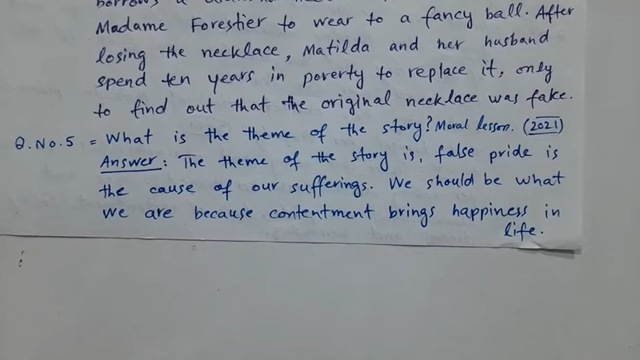 Madame Forestier to wear to a fancy ball. After
losing the necklace, Matilda and her husband
spend ten years in poverty to replace it, only
to find out that the original necklace was fake.
Q.No.5 = What is the theme of the story? Moral lesson. (2021)
Answer: The theme of the story is, false pride is
the cause of our sufferings. We should be what
we are because contentment brings happiness in
life.